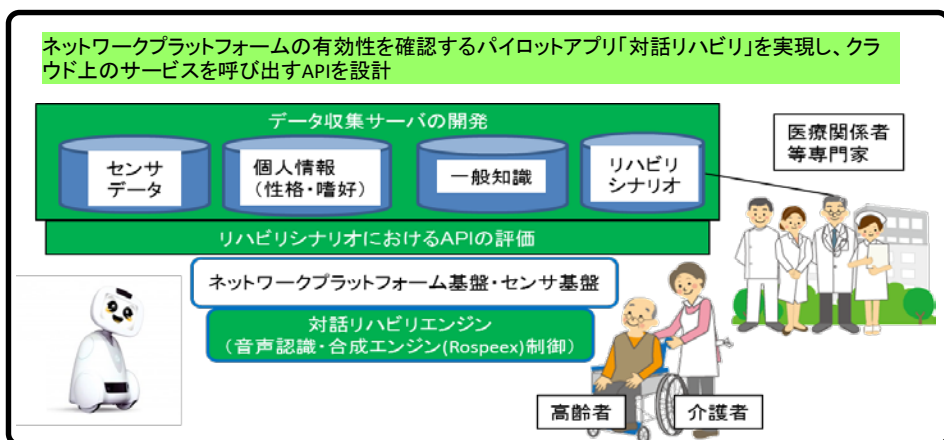 ネットワークプラットフォームの有効性を確認するパイロットアプリ「対話リハビリ」を実現し、クラ
ウド上のサービスを呼び出すAPIを設計
データ収集サーバの開発
センサ
データ
個人情報
（性格・嗜好）
一般知識
リハビリ
シナリオ
医療関係者
等専門家
リハビリシナリオにおけるAPIの評価
ネットワークプラットフォーム基盤・センサ基盤
対話リハビリエンジン
（音声認識・合成エンジン(Rospeex)制御）
高齢者
介護者